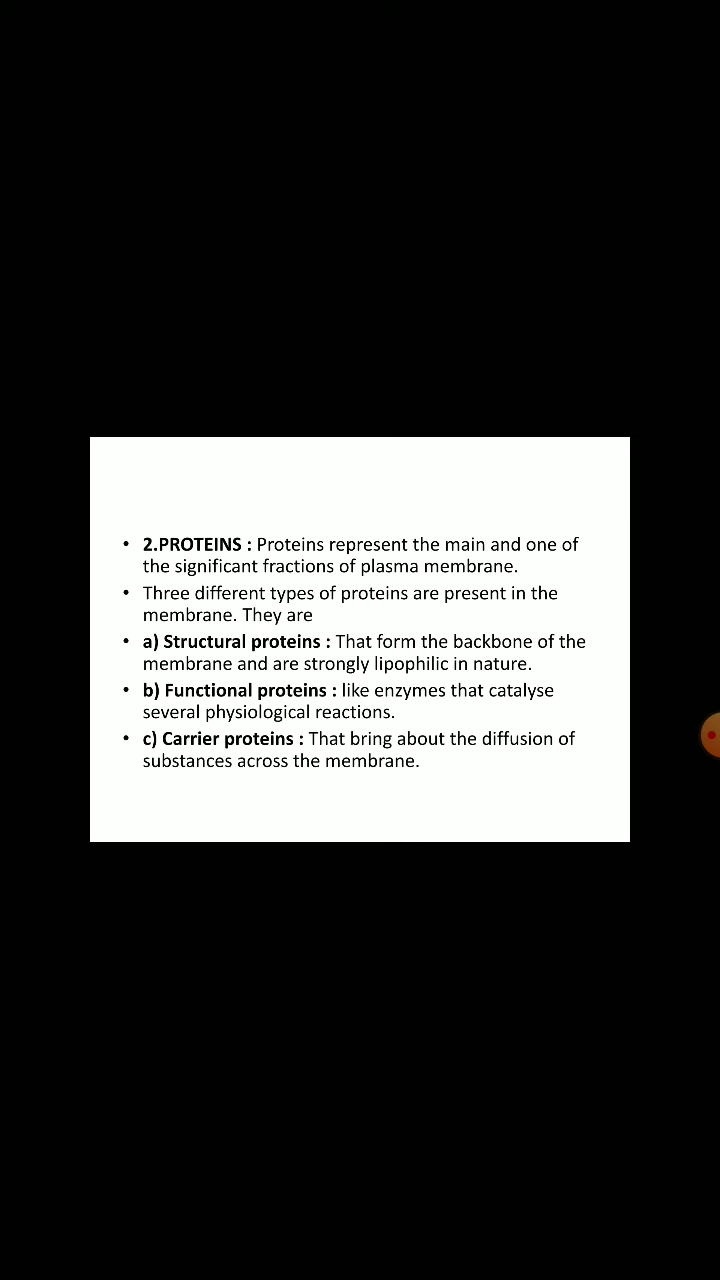 • 2.PROTEINS : Proteins represent the main and one of
the significant fractions of plasma membrane.
• Three different types of proteins are present in the
membrane. They are
• a) Structural proteins : That form the backbone of the
membrane and are strongly lipophilic in nature.
• b) Functional proteins : like enzymes that catalyse
several physiological reactions.
• c) Carrier proteins : That bring about the diffusion of
substances across the membrane.